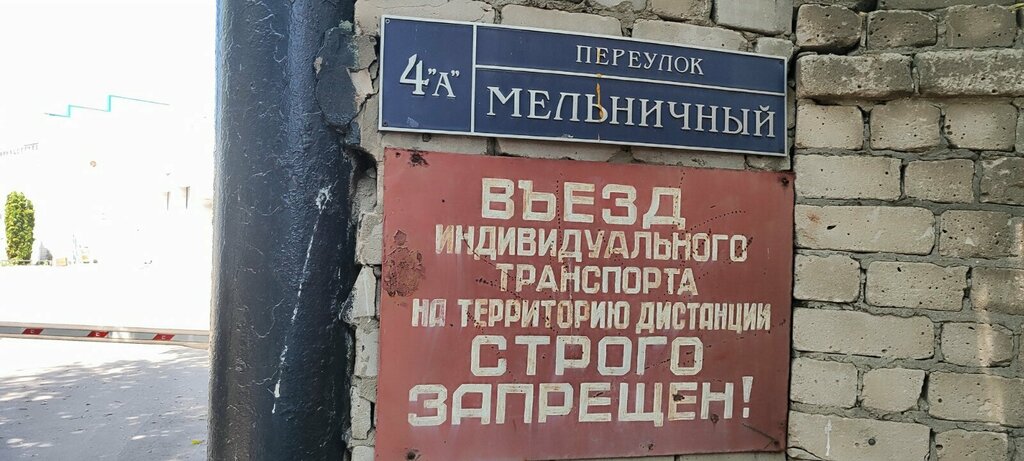 4"А"
ПЕРЕУЛОК
МЕЛЬНИЧНЫЙ
ВЪЕЗД
ИНДИВИДУАЛЬНОГО
ТРАНСПОРТА
НА ТЕРРИТОРИЮ ДИСТАНЦИИ
СТРОГО
ЗАПРЕЩЕН!